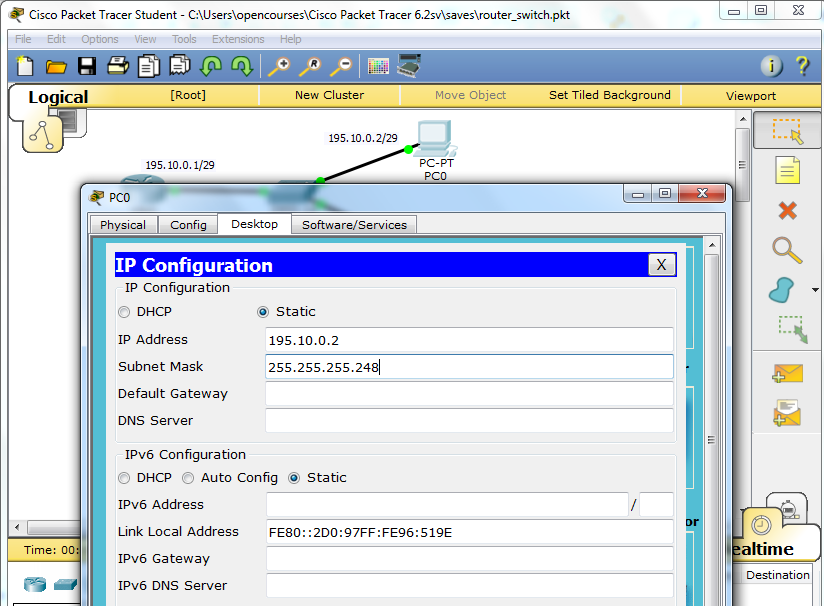 Cisco Packet Tracer Student - C:\Users\opencourses\Cisco Packet Tracer 6.2sv\saves\router_switch.pkt
File Edit Options View Tools Extensions Help
Logical [Root] New Cluster Move Object Set Tiled Background Viewport
195.10.0.2/29
195.10.0.1/29
PC-PT
PC0
PC0
Physical Config Desktop Software/Services
IP Configuration X
IP Configuration
DHCP Static
IP Address 195.10.0.2
Subnet Mask 255.255.255.248
Default Gateway
DNS Server
IPv6 Configuration
DHCP Auto Config Static
IPv6 Address /
Link Local Address FE80::2D0:97FF:FE96:519E
IPv6 Gateway
IPv6 DNS Server
or
Time: 00:
ealtime
Destination